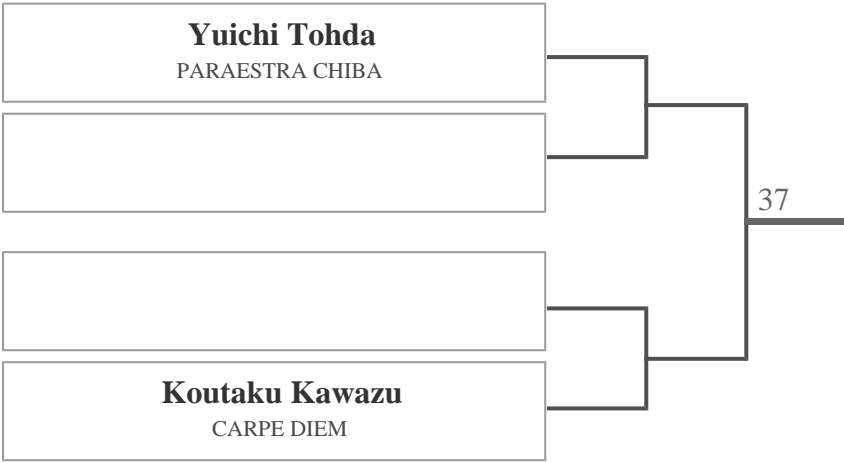 Yuichi Tohda
PARAESTRA CHIBA
37
Koutaku Kawazu
CARPE DIEM